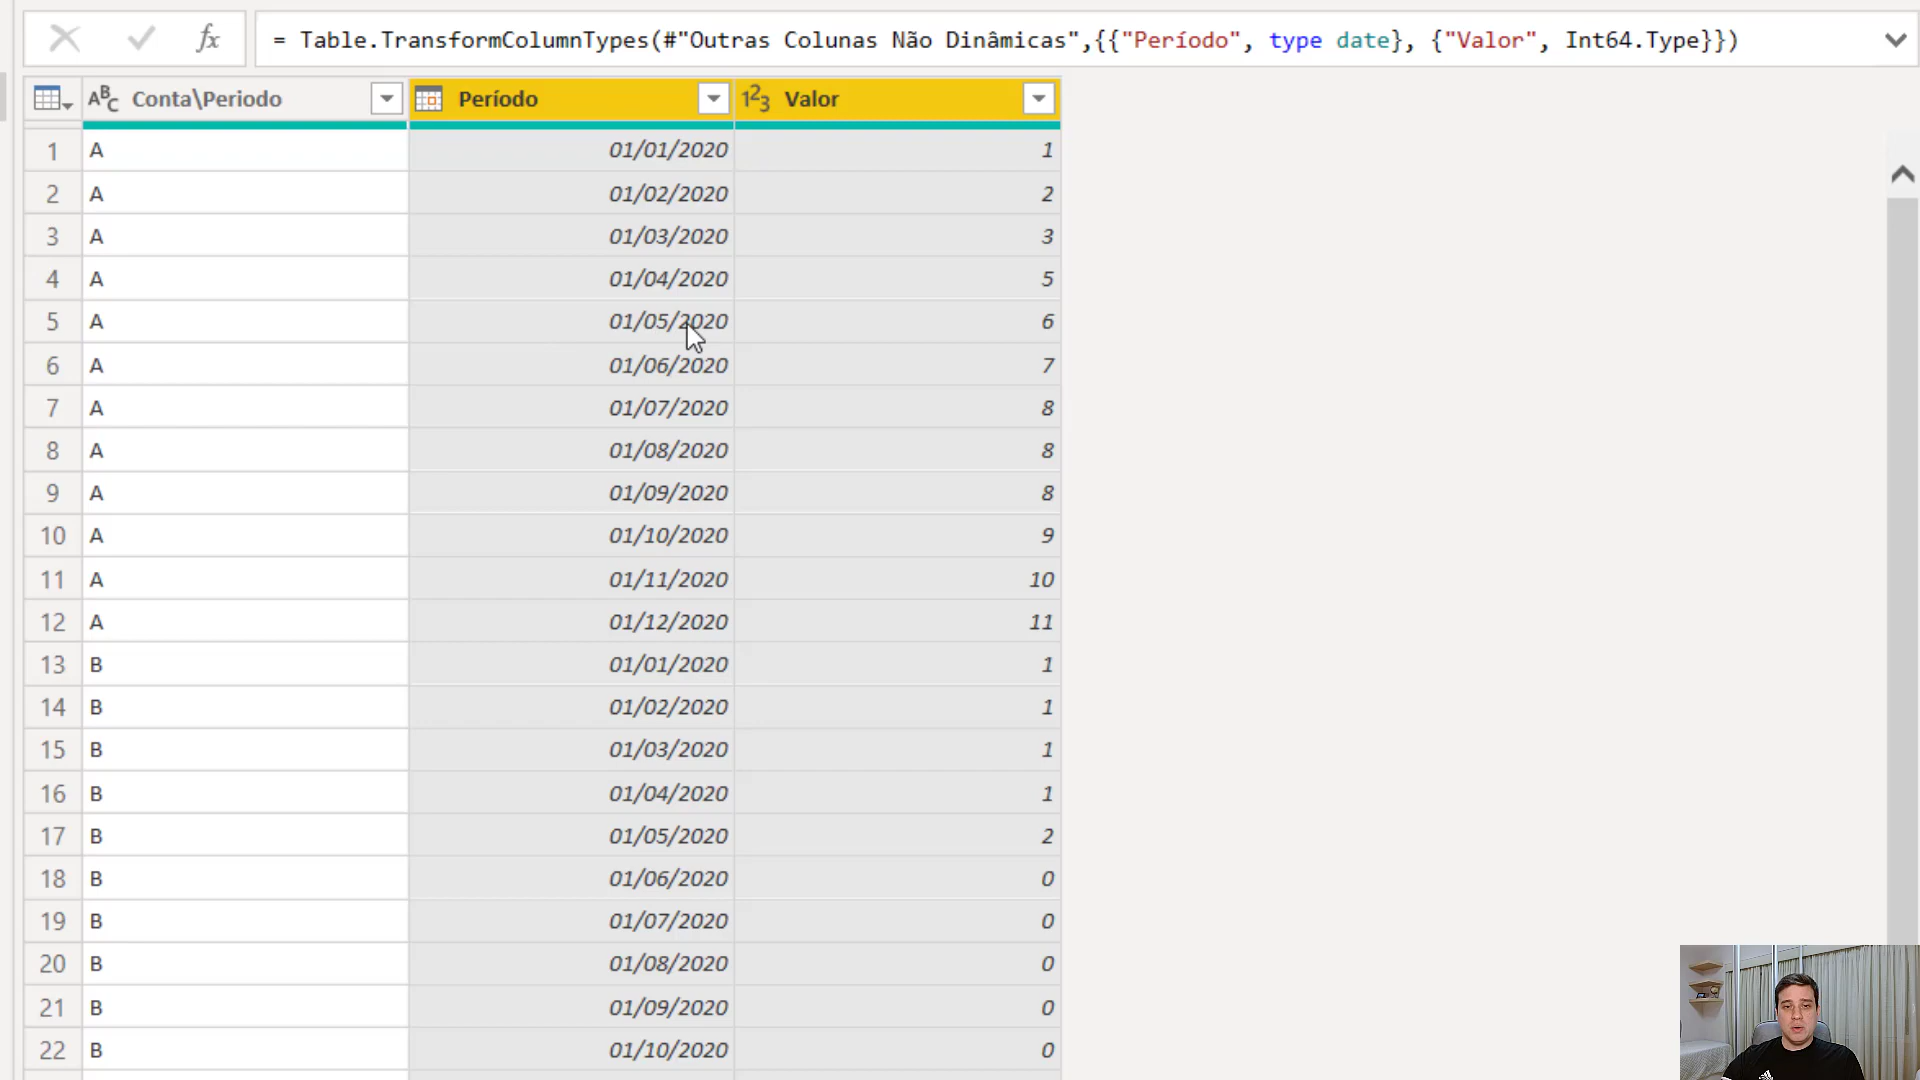 fx = Table.TransformColumnTypes(#"Outras Colunas Não Dinâmicas",{{"Período", type date}, {"Valor", Int64.Type}})
ABC Conta\Periodo Período 123 Valor
1 A 01/01/2020 1
2 A 01/02/2020 2
3 A 01/03/2020 3
4 A 01/04/2020 5
5 A 01/05/2020 6
6 A 01/06/2020 7
7 A 01/07/2020 8
8 A 01/08/2020 8
9 A 01/09/2020 8
10 A 01/10/2020 9
11 A 01/11/2020 10
12 A 01/12/2020 11
13 B 01/01/2020 1
14 B 01/02/2020 1
15 B 01/03/2020 1
16 B 01/04/2020 1
17 B 01/05/2020 2
18 B 01/06/2020 0
19 B 01/07/2020 0
20 B 01/08/2020 0
21 B 01/09/2020 0
22 B 01/10/2020 0